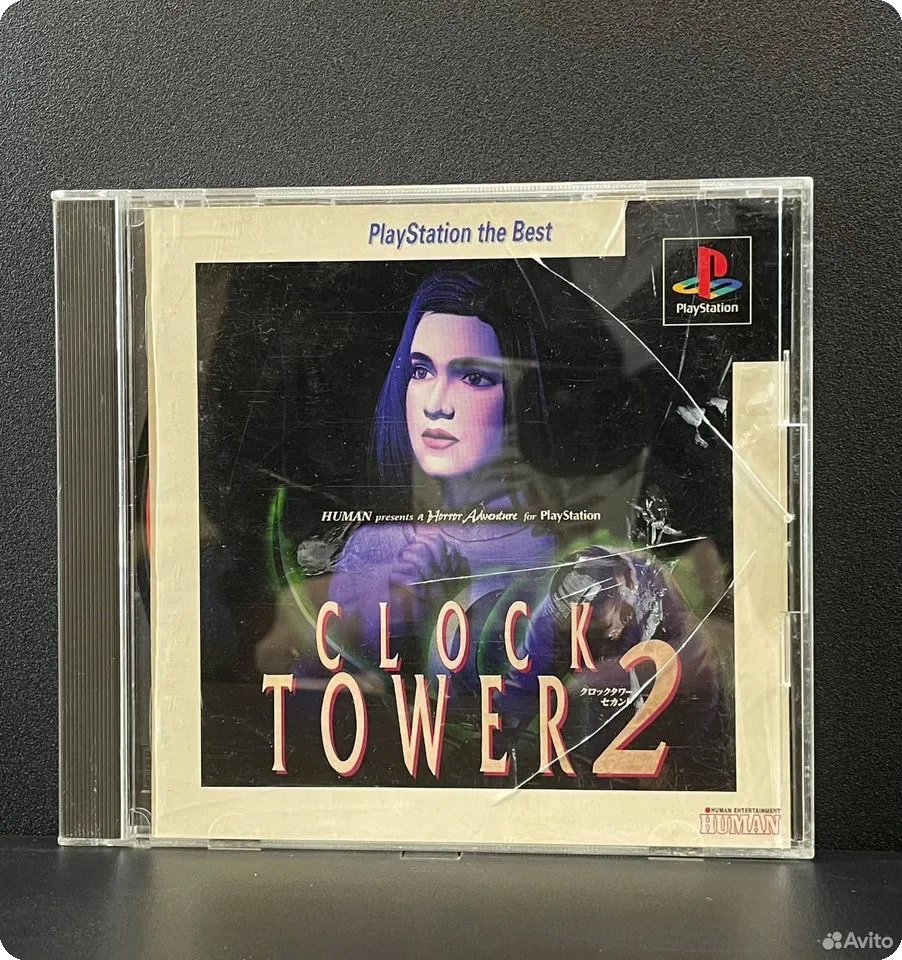 PlayStation the Best
PlayStation
HUMAN presents A Horror Adventure for PlayStation
CLOCK
TOWER 2
クロックタワー
セカンド
HUMAN ENTERTAINMENT
HUMAN
Avito